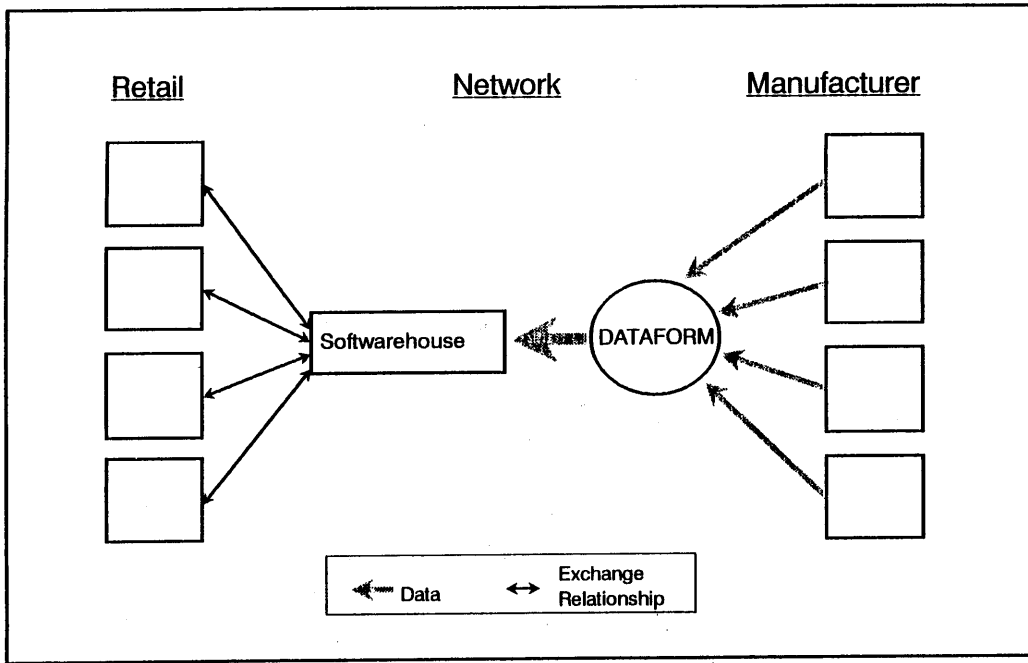 Retail
Network
Manufacturer
Softwarehouse
DATAFORM
Data
Exchange
Relationship